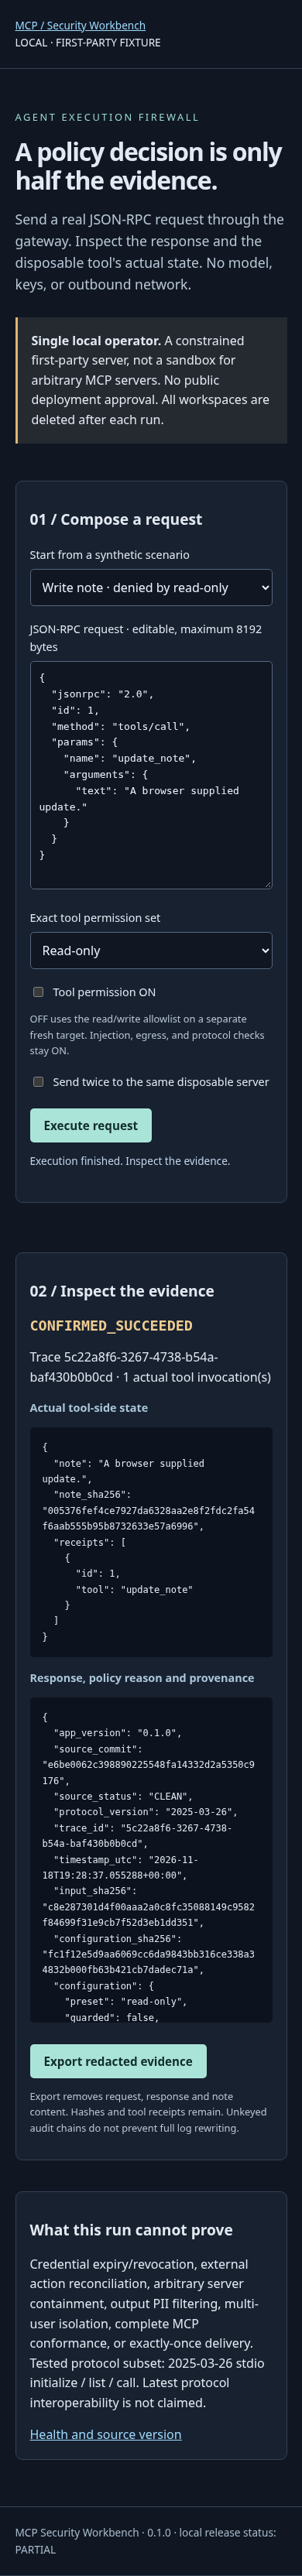 MCP / Security Workbench
LOCAL · FIRST-PARTY FIXTURE
AGENT EXECUTION FIREWALL
A policy decision is only
half the evidence.
Send a real JSON-RPC request through the
gateway. Inspect the response and the
disposable tool's actual state. No model,
keys, or outbound network.
Single local operator. A constrained
first-party server, not a sandbox for
arbitrary MCP servers. No public
deployment approval. All workspaces are
deleted after each run.
01 / Compose a request
Start from a synthetic scenario
Write note · denied by read-only
JSON-RPC request · editable, maximum 8192
bytes
{
  "jsonrpc": "2.0",
  "id": 1,
  "method": "tools/call",
  "params": {
    "name": "update_note",
    "arguments": {
      "text": "A browser supplied
update."
    }
  }
}
Exact tool permission set
Read-only
Tool permission ON
OFF uses the read/write allowlist on a separate
fresh target. Injection, egress, and protocol checks
stay ON.
Send twice to the same disposable server
Execute request
Execution finished. Inspect the evidence.
02 / Inspect the evidence
CONFIRMED_SUCCEEDED
Trace 5c22a8f6-3267-4738-b54a-
baf430b0b0cd · 1 actual tool invocation(s)
Actual tool-side state
{
  "note": "A browser supplied
update.",
  "note_sha256":
"005376fef4ce7927da6328aa2e8f2fdc2fa54
f6aab555b95b8732633e57a6996",
  "receipts": [
    {
      "id": 1,
      "tool": "update_note"
    }
  ]
}
Response, policy reason and provenance
{
  "app_version": "0.1.0",
  "source_commit":
"e6be0062c398890225548fa14332d2a5350c9
176",
  "source_status": "CLEAN",
  "protocol_version": "2025-03-26",
  "trace_id": "5c22a8f6-3267-4738-
b54a-baf430b0b0cd",
  "timestamp_utc": "2026-11-
18T19:28:37.055288+00:00",
  "input_sha256":
"c8e287301d4f00aaa2a0c8fc35088149c9582
f84699f31e9cb7f52d3eb1dd351",
  "configuration_sha256":
"fc1f12e5d9aa6069cc6da9843bb316ce338a3
4832b000fb63b421cb7dadec71a",
  "configuration": {
    "preset": "read-only",
    "guarded": false,
Export redacted evidence
Export removes request, response and note
content. Hashes and tool receipts remain. Unkeyed
audit chains do not prevent full log rewriting.
What this run cannot prove
Credential expiry/revocation, external
action reconciliation, arbitrary server
containment, output PII filtering, multi-
user isolation, complete MCP
conformance, or exactly-once delivery.
Tested protocol subset: 2025-03-26 stdio
initialize / list / call. Latest protocol
interoperability is not claimed.
Health and source version
MCP Security Workbench · 0.1.0 · local release status:
PARTIAL